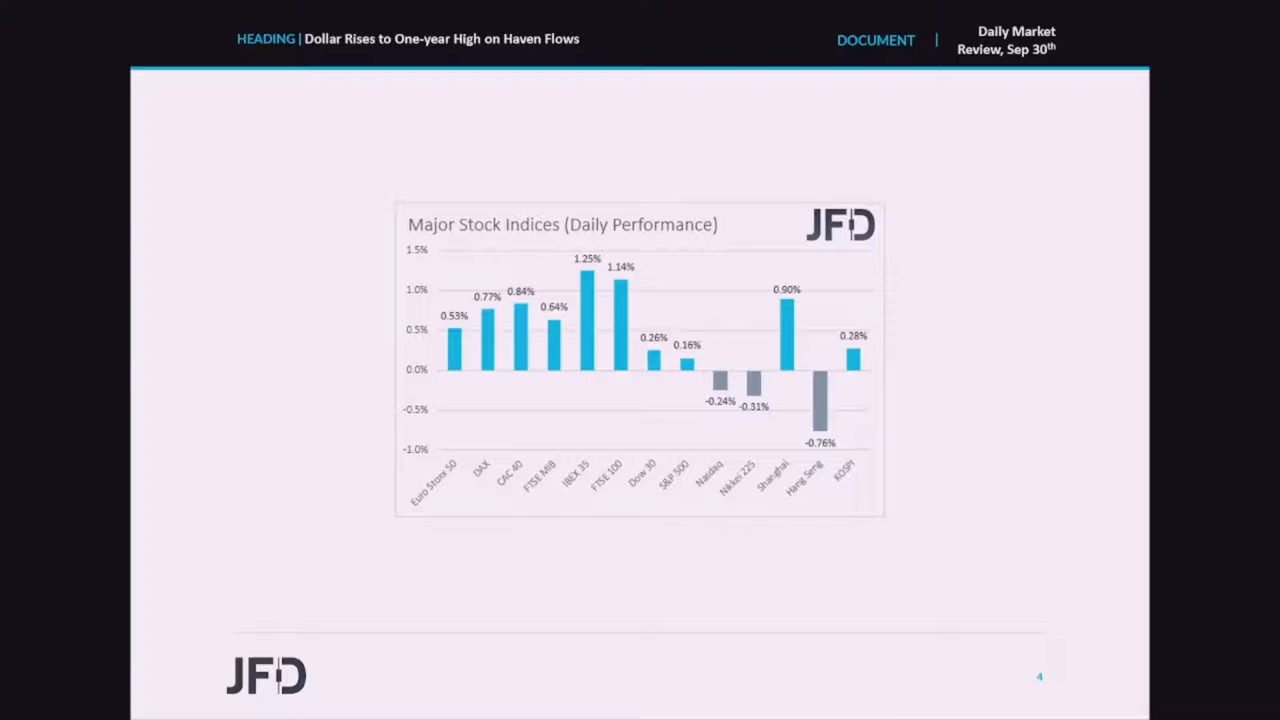 HEADING | Dollar Rises to One-year High on Haven Flows
DOCUMENT |
Daily Market
Review, Sep 30th
Major Stock Indices (Daily Performance)
JFD
1.5%
1.0%
0.5%
0.0%
-0.5%
-1.0%
0.53%
0.77%
0.84%
0.64%
1.25%
1.14%
0.26%
0.16%
-0.24%
-0.31%
0.90%
-0.76%
0.28%
Euro Stoxx 50
DAX
CAC 40
FTSE MIB
IBEX 35
FTSE 100
Dow 30
S&P 500
Nasdaq
Nikkei 225
Shanghai
Hang Seng
KOSPI
JFD
4